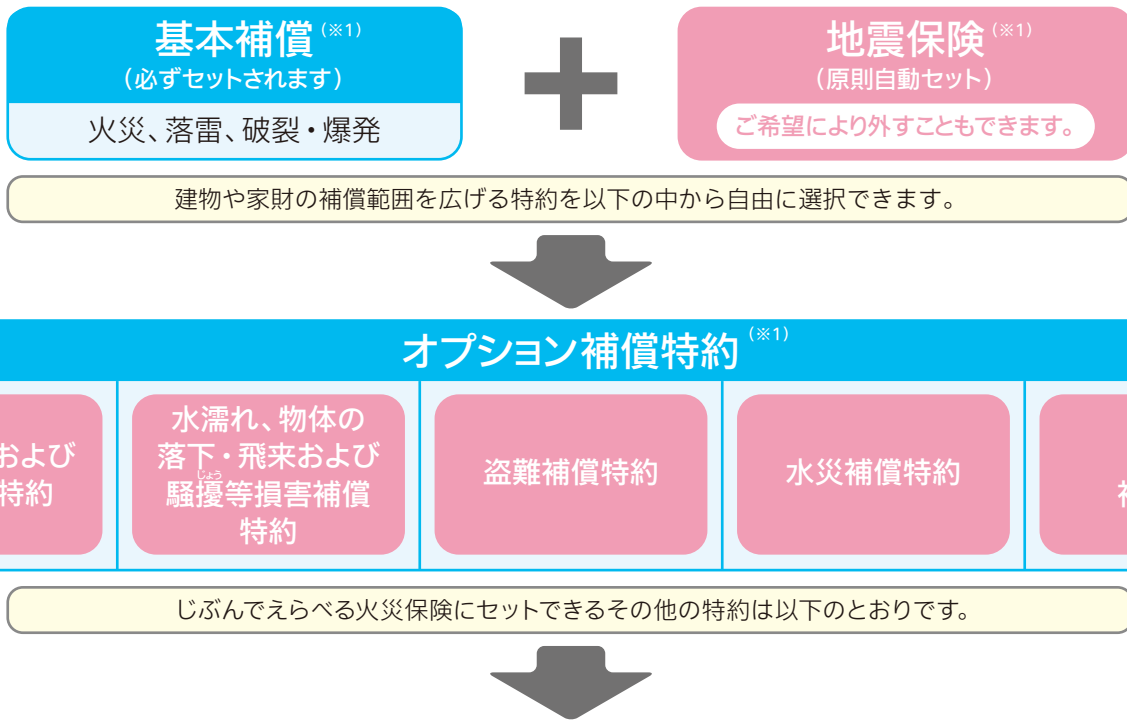 基本補償（※1）
（必ずセットされます）
火災、落雷、破裂・爆発
地震保険（※1）
（原則自動セット）
ご希望により外すこともできます。
建物や家財の補償範囲を広げる特約を以下の中から自由に選択できます。
オプション補償特約（※1）
および
特約
水濡れ、物体の
落下・飛来および
じょう
騒擾等損害補償
特約
盗難補償特約
水災補償特約
じぶんでえらべる火災保険にセットできるその他の特約は以下のとおりです。